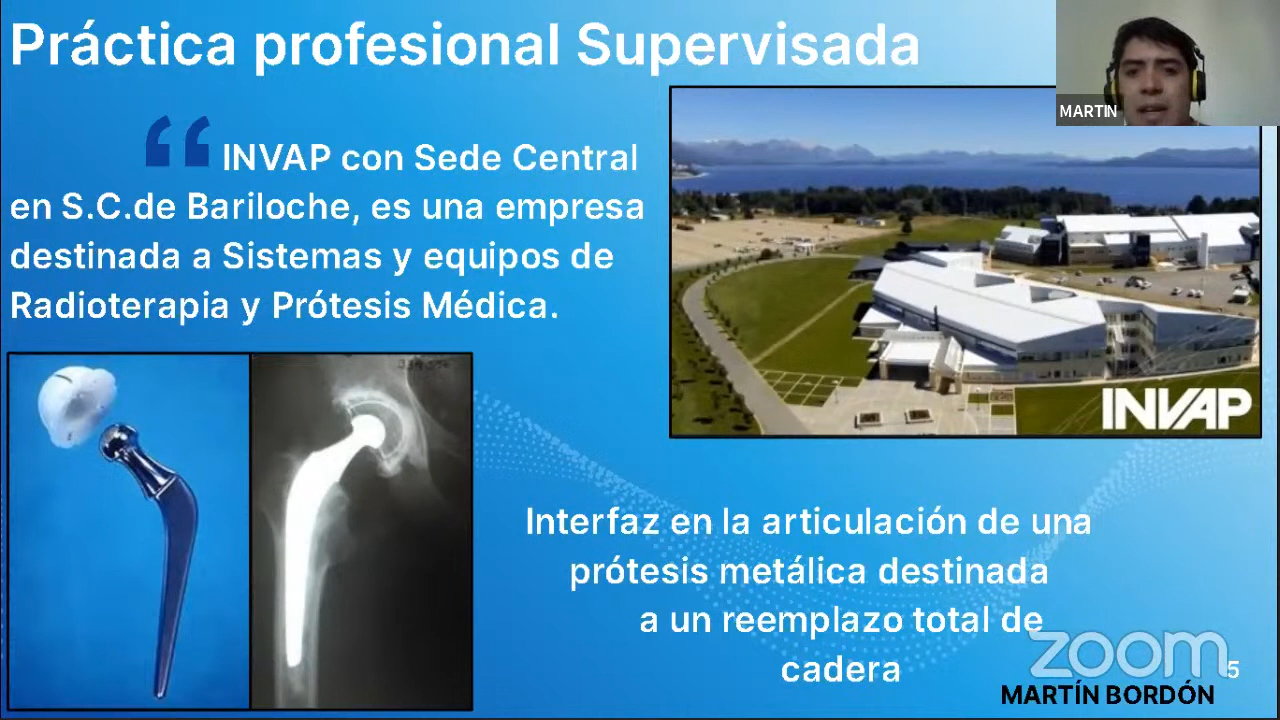 Práctica profesional Supervisada
MARTIN
“ INVAP con Sede Central
en S.C.de Bariloche, es una empresa
destinada a Sistemas y equipos de
Radioterapia y Prótesis Médica.
INVAP
Interfaz en la articulación de una
prótesis metálica destinada
a un reemplazo total de
cadera
zoom
5
MARTÍN BORDÓN